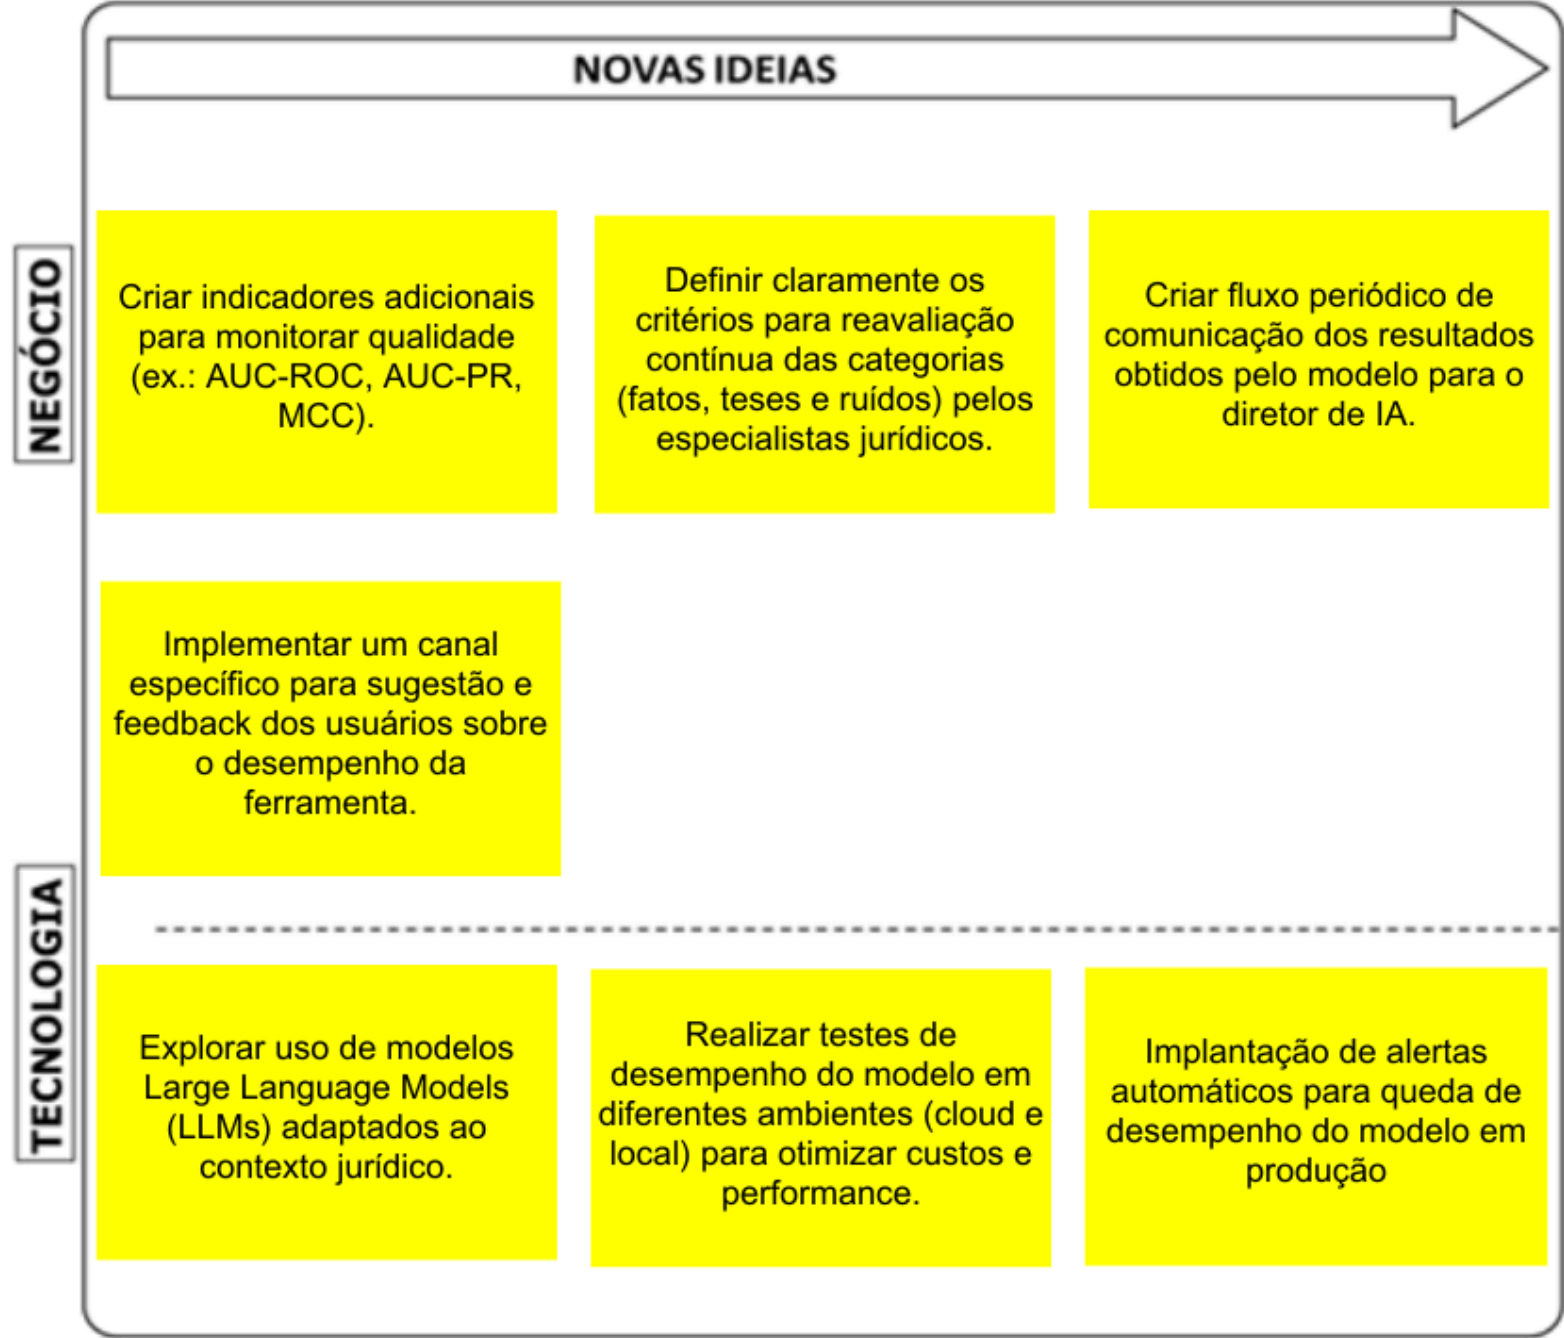 NOVAS IDEIAS
NEGÓCIO
Criar indicadores adicionais
para monitorar qualidade
(ex.: AUC-ROC, AUC-PR,
MCC).
Definir claramente os
critérios para reavaliação
contínua das categorias
(fatos, teses e ruídos) pelos
especialistas jurídicos.
Criar fluxo periódico de
comunicação dos resultados
obtidos pelo modelo para o
diretor de IA.
Implementar um canal
específico para sugestão e
feedback dos usuários sobre
o desempenho da
ferramenta.
TECNOLOGIA
Explorar uso de modelos
Large Language Models
(LLMs) adaptados ao
contexto jurídico.
Realizar testes de
desempenho do modelo em
diferentes ambientes (cloud e
local) para otimizar custos e
performance.
Implantação de alertas
automáticos para queda de
desempenho do modelo em
produção